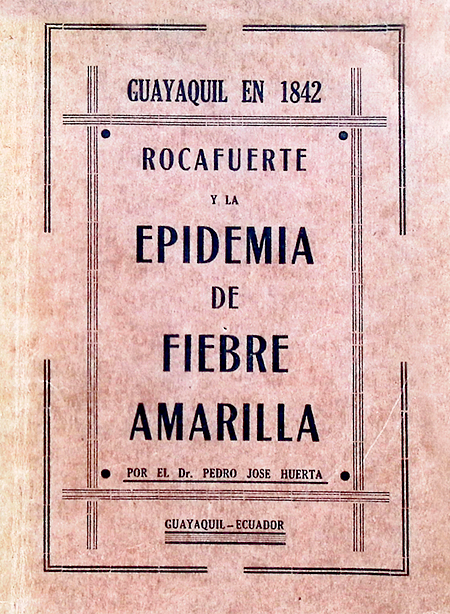 GUAYAQUIL EN 1842
ROCAFUERTE
Y LA
EPIDEMIA
DE
FIEBRE
AMARILLA
POR EL Dr. PEDRO JOSE HUERTA
GUAYAQUIL–ECUADOR